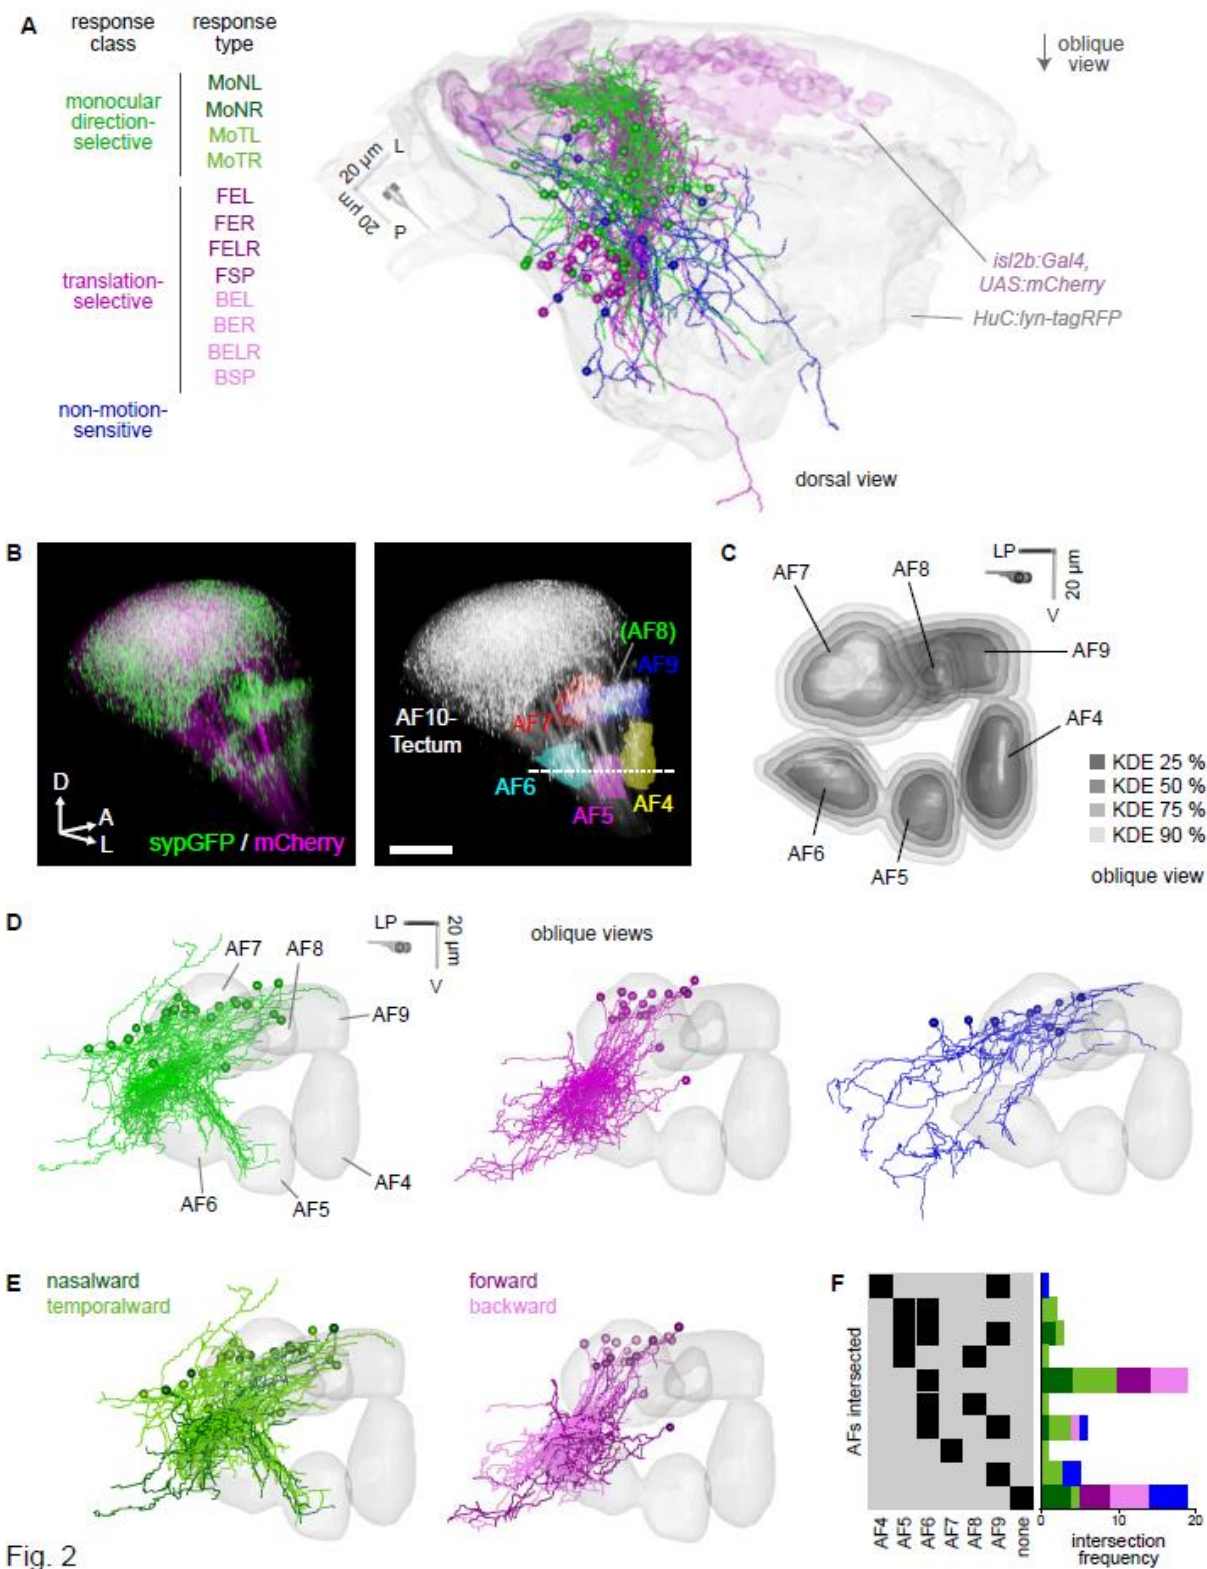 A
response
class
response
type
monocular
direction-
selective
MoNL
MoNR
MoTL
MoTR
translation-
selective
FEL
FER
FELR
FSP
BEL
BER
BELR
BSP
non-motion-
sensitive
20 µm
L
20 µm
P
oblique
view
isl2b:Gal4,
UAS:mCherry
HuC:lyn-tagRFP
dorsal view
B
D
A
L
sypGFP / mCherry
(AF8)
AF9
AF7
AF10-
Tectum
AF6
AF5
AF4
C
LP
20 µm
V
AF7
AF8
AF9
AF4
AF6
AF5
KDE 25 %
KDE 50 %
KDE 75 %
KDE 90 %
oblique view
D
LP
20 µm
V
oblique views
AF7
AF8
AF9
AF4
AF6
AF5
E
nasalward
temporalward
forward
backward
F
AFs intersected
AF4
AF5
AF6
AF7
AF8
AF9
none
0
10
20
intersection
frequency
Fig. 2